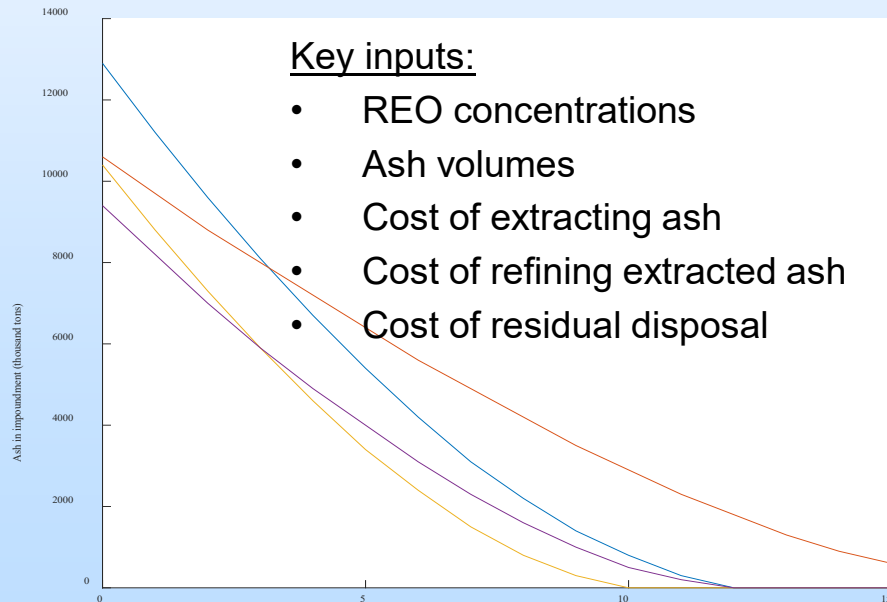 14000
Key inputs:
• REO concentrations
12000
• Ash volumes
10000
• Cost of extracting ash
8000
• Cost of refining extracted ash
• Cost of residual disposal
6000
Ash in impoundment (thousand tons)
4000
2000
0
0 5 10